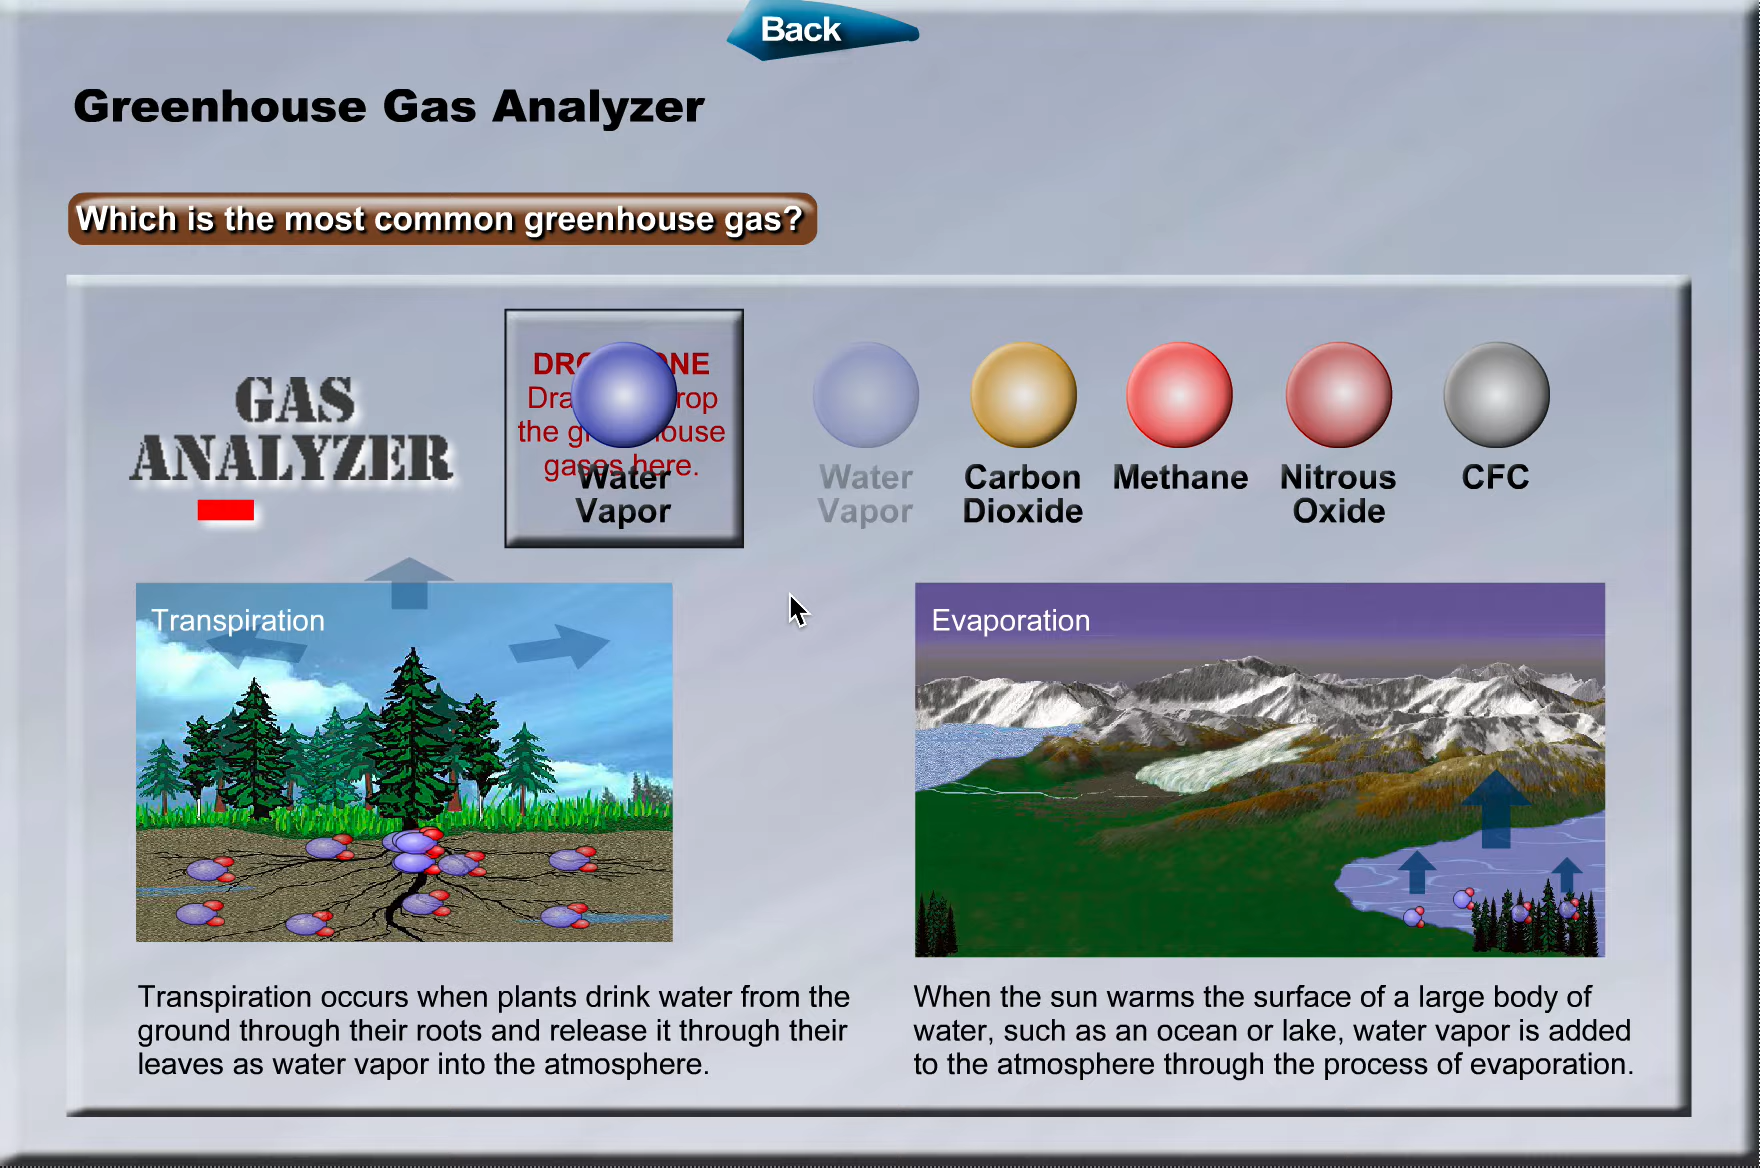 Back
Greenhouse Gas Analyzer
Which is the most common greenhouse gas?
GAS
ANALYZER
the
gases here.
Water
Vapor
Water
Vapor
Carbon
Dioxide
Methane
Nitrous
Oxide
CFC
Transpiration
Evaporation
Transpiration occurs when plants drink water from the
ground through their roots and release it through their
leaves as water vapor into the atmosphere.
When the sun warms the surface of a large body of
water, such as an ocean or lake, water vapor is added
to the atmosphere through the process of evaporation.